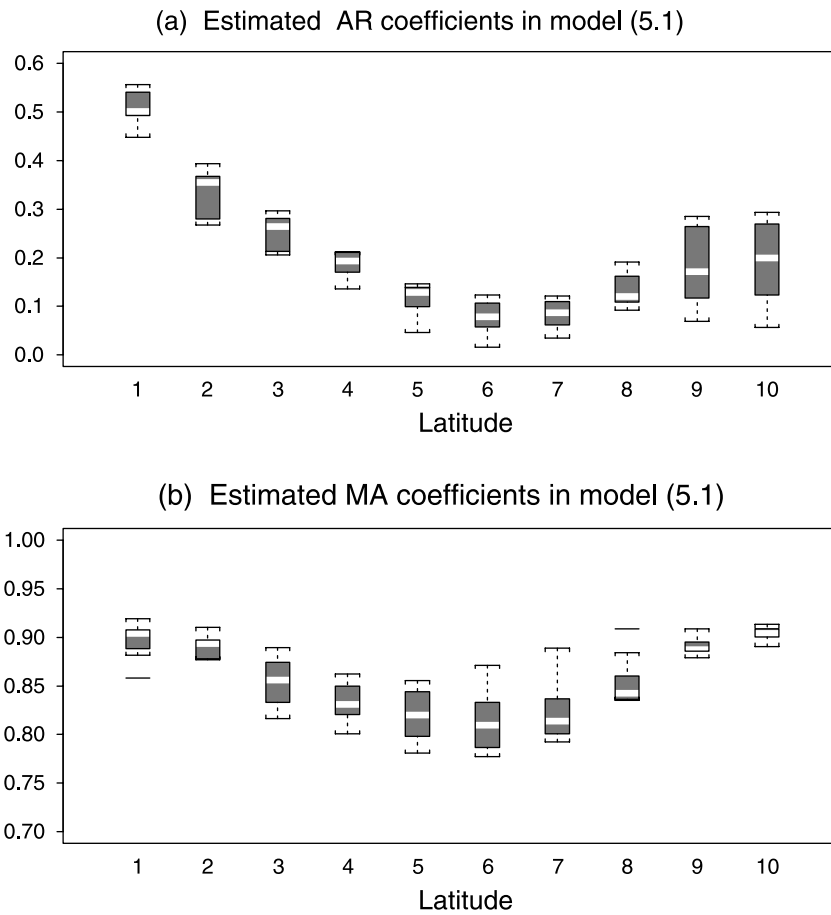 (a) Estimated AR coefficients in model (5.1)
0.6
0.5
0.4
0.3
0.2
0.1
0.0
1 2 3 4 5 6 7 8 9 10
Latitude
(b) Estimated MA coefficients in model (5.1)
1.00
0.95
0.90
0.85
0.80
0.75
0.70
1 2 3 4 5 6 7 8 9 10
Latitude